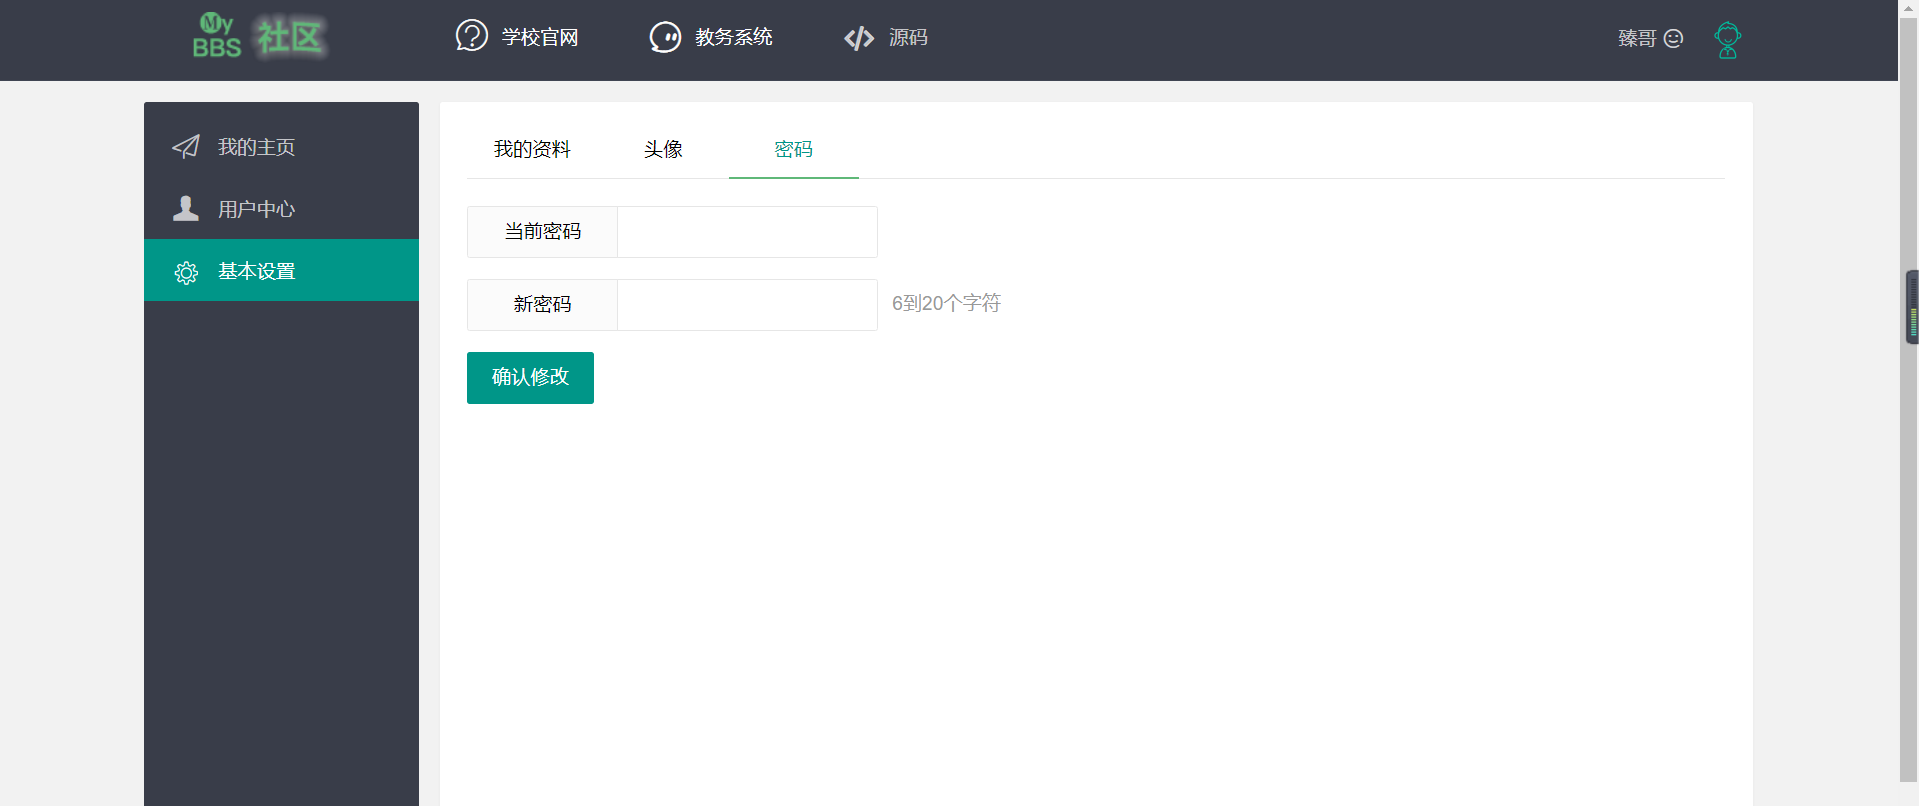 My
BBS 社区
学校官网
教务系统
源码
臻哥
我的主页
用户中心
基本设置
我的资料
头像
密码
当前密码
新密码
6到20个字符
确认修改